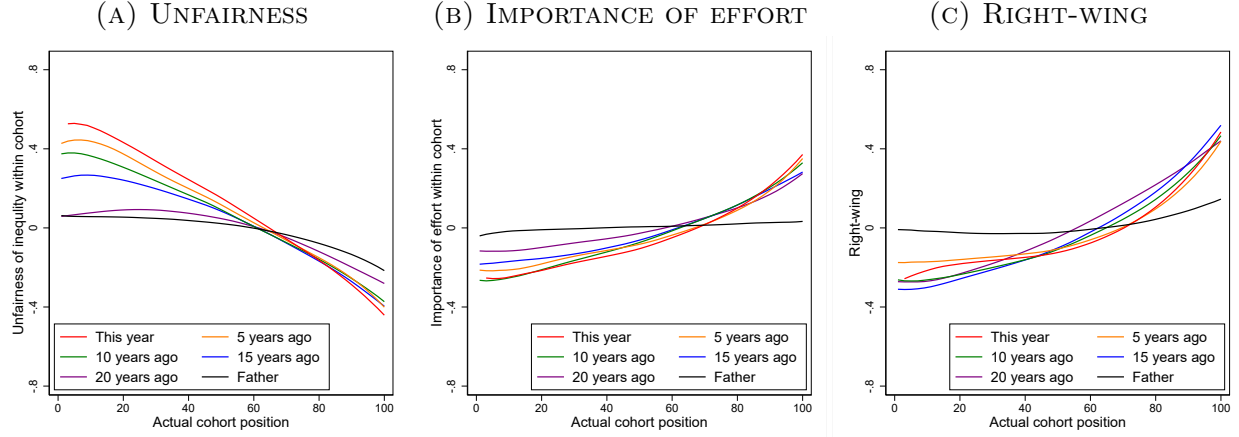 (A) UNFAIRNESS
Unfairness of inequlity within cohort
.8
.4
0
-.4
-.8
This year
5 years ago
10 years ago
15 years ago
20 years ago
Father
0 20 40 60 80 100
Actual cohort position
(B) IMPORTANCE OF EFFORT
Importance of effort within cohort
.8
.4
0
-.4
-.8
This year
5 years ago
10 years ago
15 years ago
20 years ago
Father
0 20 40 60 80 100
Actual cohort position
(C) RIGHT-WING
Right-wing
.8
.4
0
-.4
-.8
This year
5 years ago
10 years ago
15 years ago
20 years ago
Father
0 20 40 60 80 100
Actual cohort position